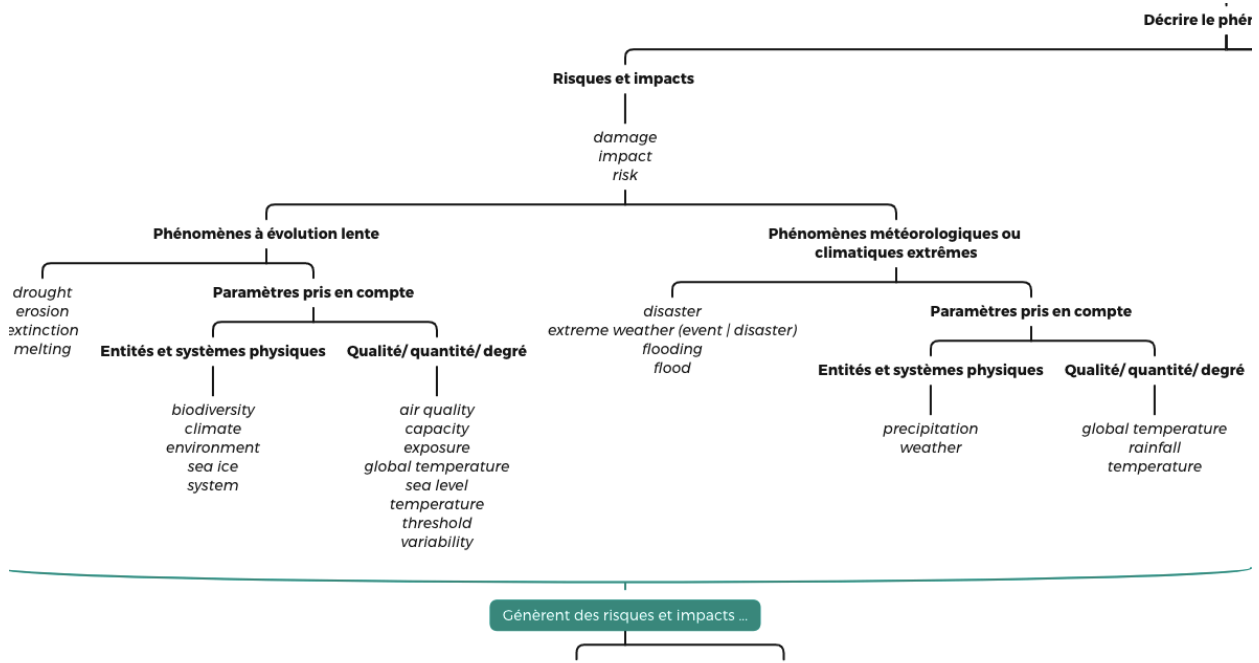 Décrire le phé
Risques et impacts
damage
impact
risk
Phénomènes à évolution lente
drought
erosion
extinction
melting
Paramètres pris en compte
Entités et systèmes physiques
biodiversity
climate
environment
sea ice
system
Qualité/ quantité/ degré
air quality
capacity
exposure
global temperature
sea level
temperature
threshold
variability
Phénomènes météorologiques ou
climatiques extrêmes
disaster
extreme weather (event | disaster)
flooding
flood
Paramètres pris en compte
Entités et systèmes physiques
precipitation
weather
Qualité/ quantité/ degré
global temperature
rainfall
temperature
Génèrent des risques et impacts ...